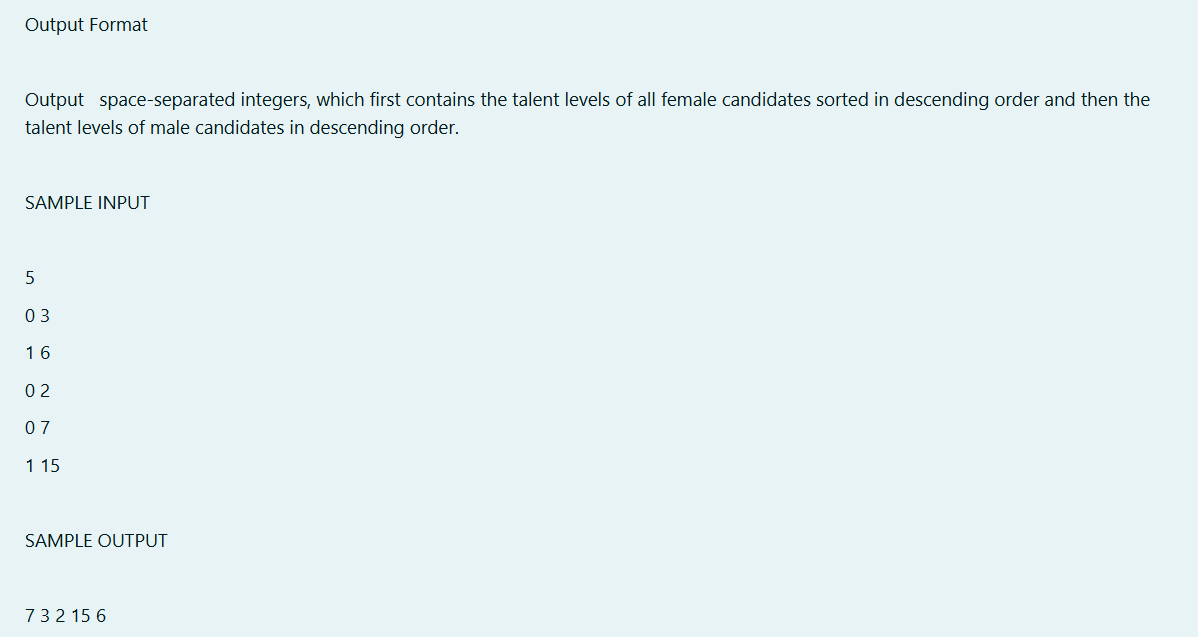 Output Format
Output space-separated integers, which first contains the talent levels of all female candidates sorted in descending order and then the
talent levels of male candidates in descending order.
SAMPLE INPUT
5
0 3
1 6
0 2
0 7
1 15
SAMPLE OUTPUT
7 3 2 15 6